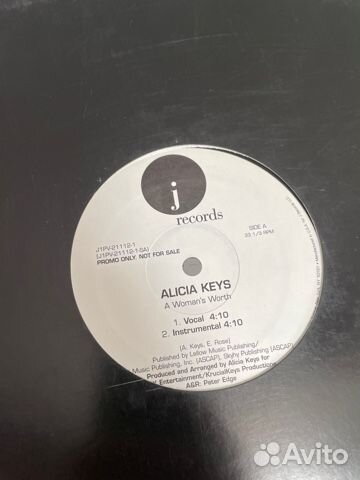 j
records
J1PV-21112-1
(J1PV-21112-1-SA)
PROMO ONLY. NOT FOR SALE
SIDE A
33 1/3 RPM
ALICIA KEYS
A Woman's Worth
1. Vocal 4:10
2. Instrumental 4:10
(A. Keys, E. Rose)
Published by Lellow Music Publishing/
Music Publishing, Inc. (ASCAP), Skyhy Publishing (ASCAP)
Produced and Arranged by Alicia Keys for
Entertainment/KrucialKeys Productions
A&R: Peter Edge
Avito